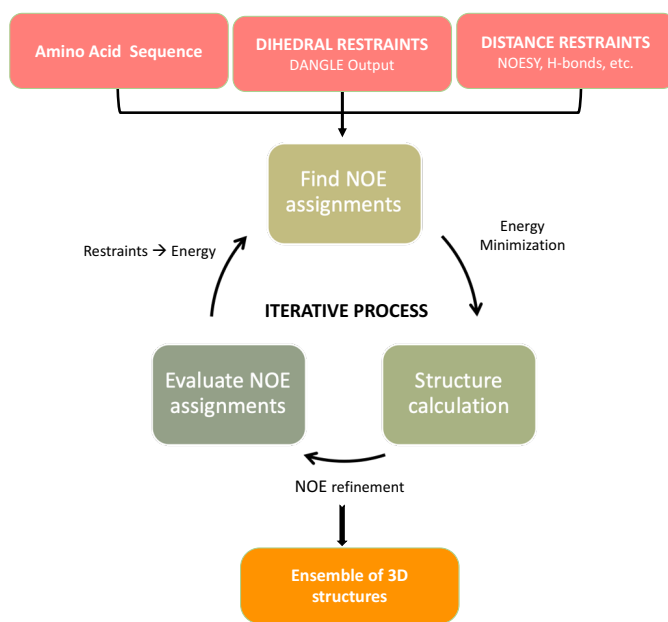 Amino Acid Sequence
DIHEDRAL RESTRAINTS
DANGLE Output
DISTANCE RESTRAINTS
NOESY, H-bonds, etc.
Find NOE
assignments
Restraints → Energy
Energy
Minimization
ITERATIVE PROCESS
Evaluate NOE
assignments
Structure
calculation
NOE refinement
Ensemble of 3D
structures